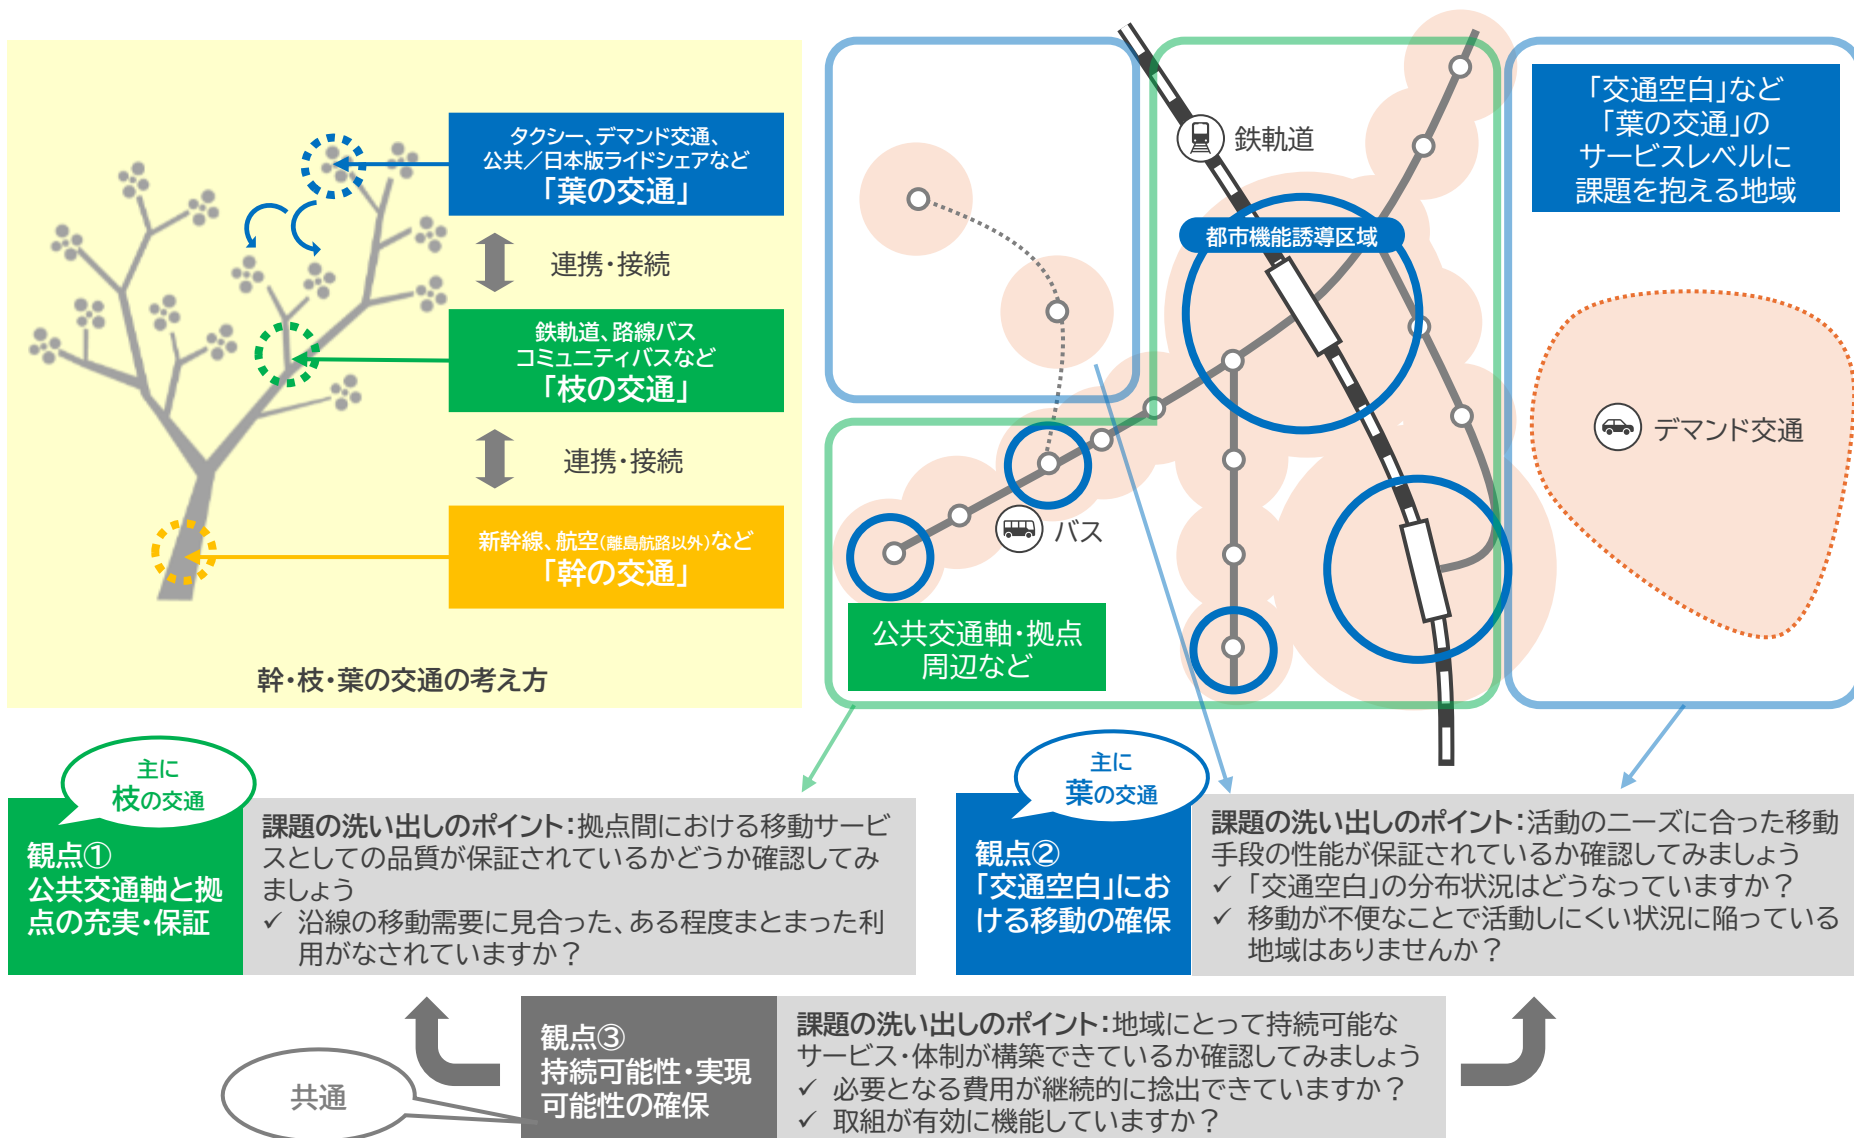 タクシー、デマンド交通、
公共／日本版ライドシェアなど
「葉の交通」
連携・接続
鉄軌道、路線バス
コミュニティバスなど
「枝の交通」
連携・接続
新幹線、航空(離島航路以外)など
「幹の交通」
幹・枝・葉の交通の考え方
鉄軌道
都市機能誘導区域
バス
公共交通軸・拠点
周辺など
「交通空白」など
「葉の交通」の
サービスレベルに
課題を抱える地域
デマンド交通
主に
枝の交通
観点①
公共交通軸と拠
点の充実・保証
課題の洗い出しのポイント：拠点間における移動サービ
スとしての品質が保証されているかどうか確認してみ
ましょう
✓ 沿線の移動需要に見合った、ある程度まとまった利
用がなされていますか？
主に
葉の交通
観点②
「交通空白」にお
ける移動の確保
課題の洗い出しのポイント：活動のニーズに合った移動
手段の性能が保証されているか確認してみましょう
✓ 「交通空白」の分布状況はどうなっていますか？
✓ 移動が不便なことで活動しにくい状況に陥っている
地域はありませんか？
共通
観点③
持続可能性・実現
可能性の確保
課題の洗い出しのポイント：地域にとって持続可能な
サービス・体制が構築できているか確認してみましょう
✓ 必要となる費用が継続的に捻出できていますか？
✓ 取組が有効に機能していますか？